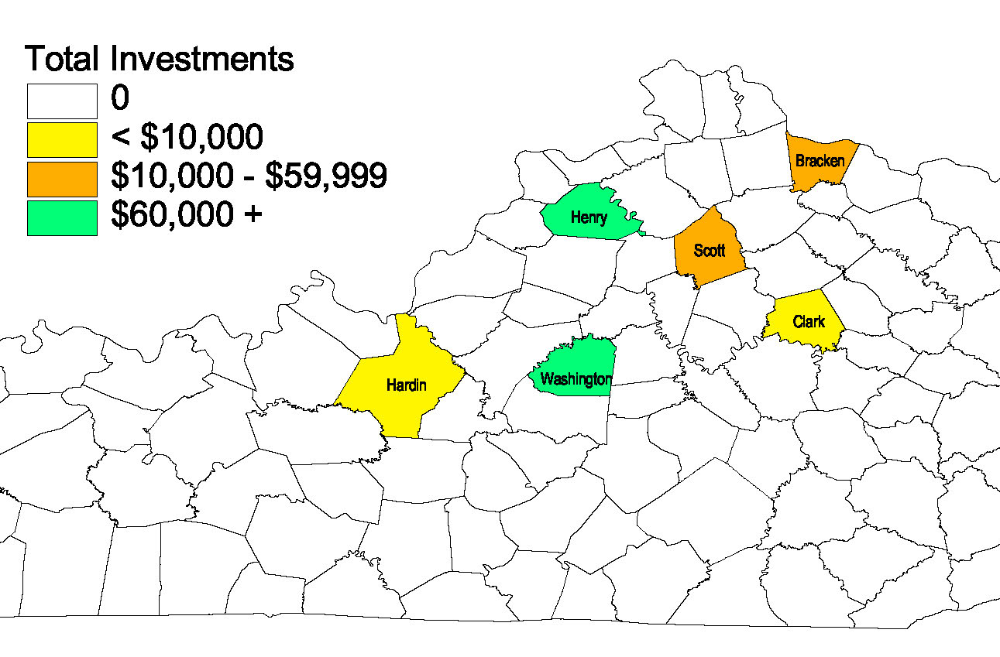 Total Investments
0
< $10,000
$10,000 - $59,999
$60,000 +
Bracken
Henry
Scott
Clark
Washington
Hardin